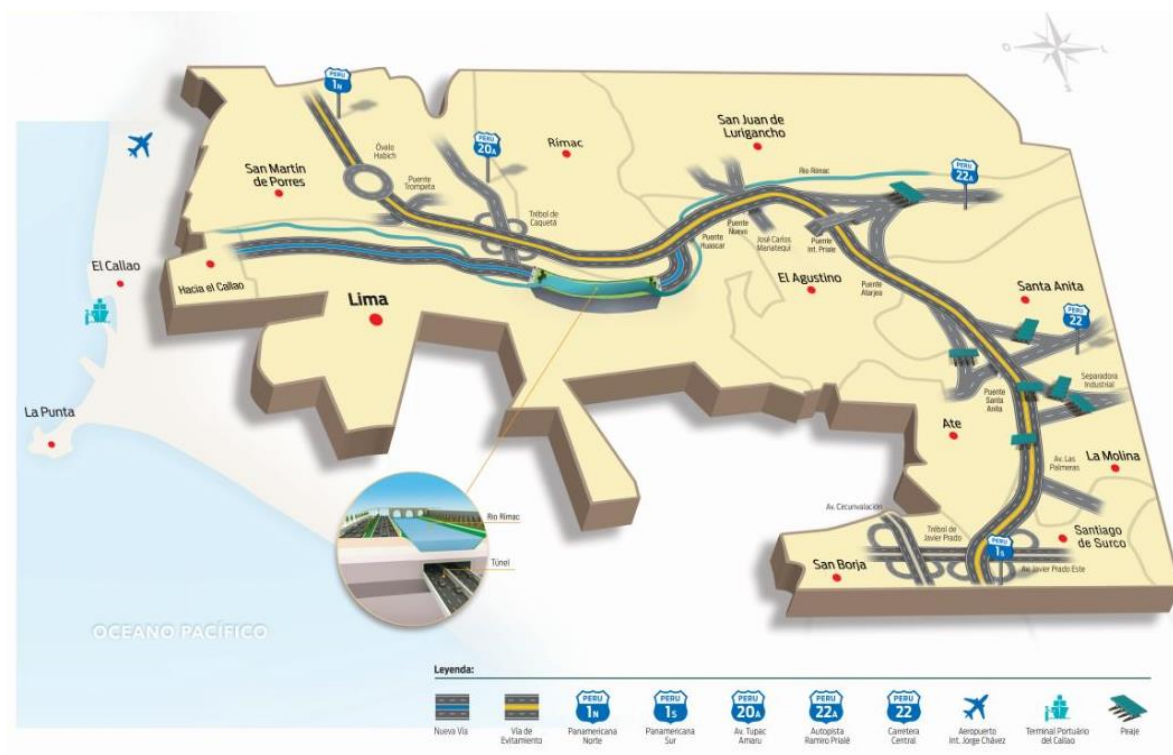 PERU
1N
PERU
20A
San Juan de
Lurigancho
Rímac
Óvalo
Habich
San Martín
de Porres
Puente
Trompeta
Río Rímac
PERU
22A
Trébol de
Caquetá
Puente
Nuevo
Puente
Huascar
José Carlos
Mariategui
Puente
Int. Priale
El Callao
Hacia el Callao
Lima
El Agustino
Puente
Atarjea
Santa Anita
PERU
22
Separadora
Industrial
Puente
Santa
Anita
La Punta
Ate
Av. Las
Palmeras
La Molina
Av. Cecunvalación
Trébol de
Javier Prado
Santiago
de Surco
PERU
1S
San Borja
Av. Javier Prado Este
Río Rímac
Túnel
OCEANO PACÍFICO
Leyenda:
Nueva Vía
Vía de
Evitamiento
PERU
1N
Panamericana
Norte
PERU
1S
Panamericana
Sur
PERU
20A
Av. Tupac
Amaru
PERU
22A
Autopista
Ramiro Prialé
PERU
22
Carretera
Central
Aeropuerto
Int. Jorge Chávez
Terminal Portuário
del Callao
Peaje